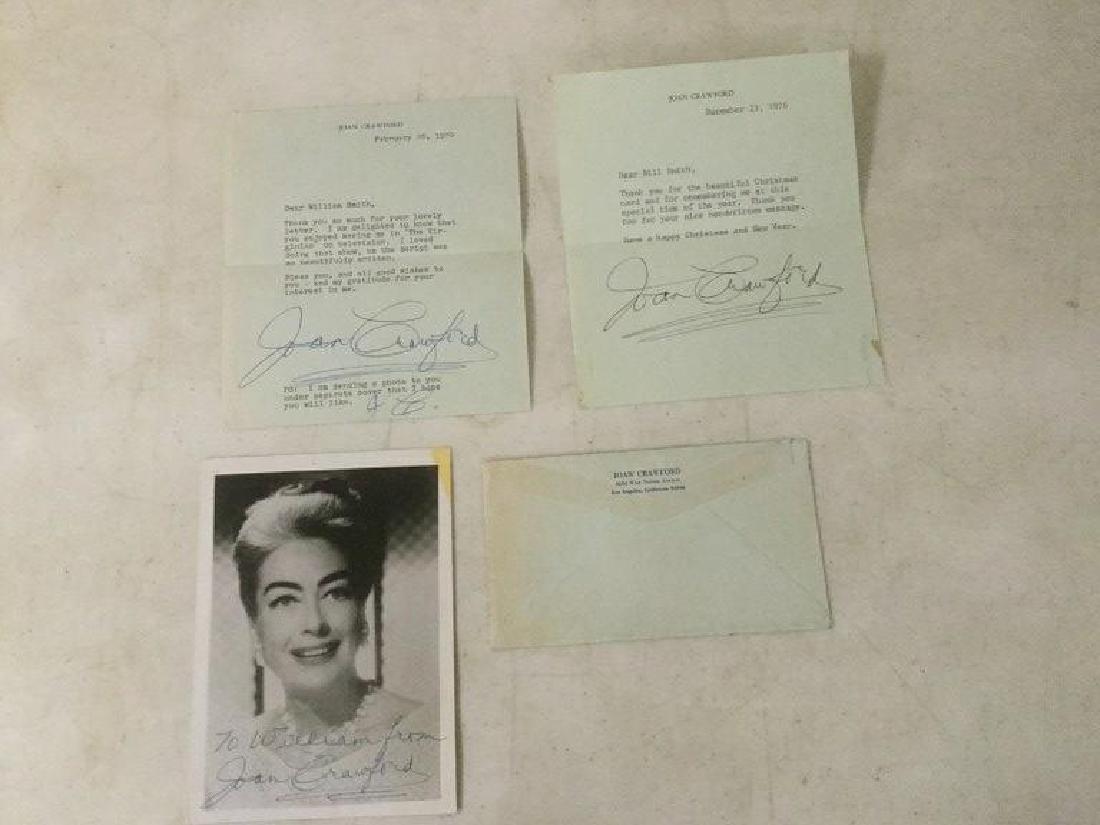 JOAN CRAWFORD
February 26, 1970
Dear William Smith,
Thank you so much for your lovely
letter. I am delighted to know that
you enjoyed seeing me in "The Vir-
ginian" on television. I loved
doing that show, as the script was
so beautifully written.
Bless you, and all good wishes to
you - and my gratitude for your
interest in me.
Joan Crawford
PS: I am sending a photo to you
under separate cover that I hope
you will like.
JOAN CRAWFORD
December 23, 1976
Dear Bill Smith,
Thank you for the beautiful Christmas
card and for remembering me at this
special time of the year. Thank you
too for your nice handwritten message.
Have a happy Christmas and New Year.
Joan Crawford
JOAN CRAWFORD
Los Angeles, California
To William from
Joan Crawford